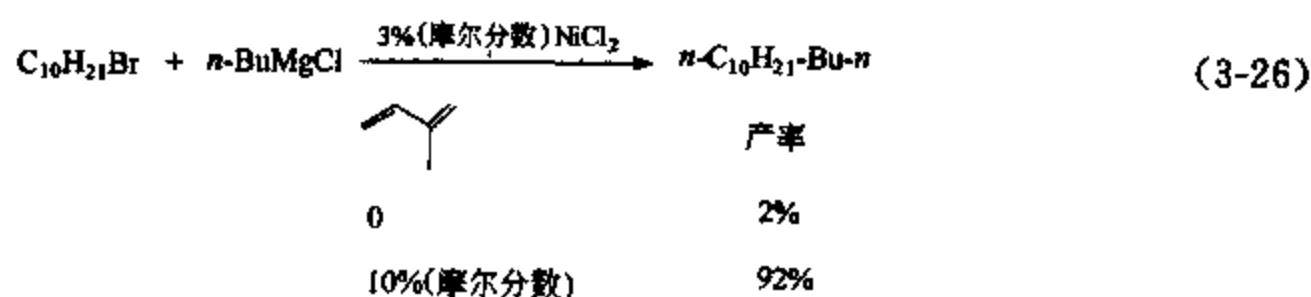 3%(摩尔分数)NiCl₂
C₁₀H₂₁Br + n-BuMgCl n-C₁₀H₂₁-Bu-n (3-26)
产率
0 2%
10%(摩尔分数) 92%